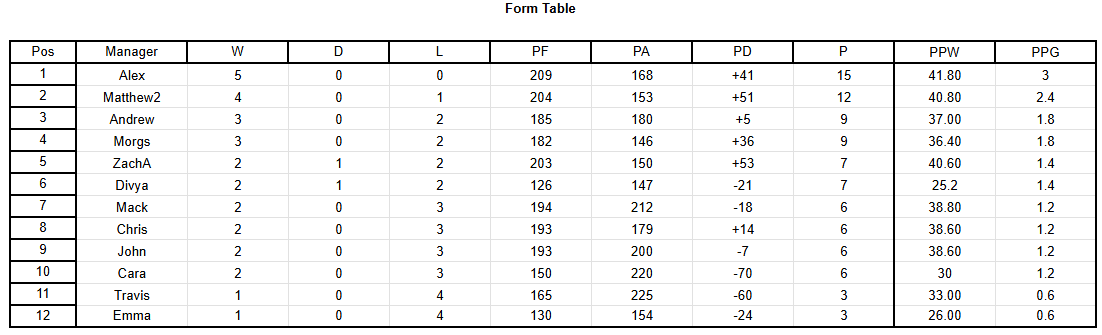 Form Table
Pos Manager W D L PF PA PD P PPW PPG
1 Alex 5 0 0 209 168 +41 15 41.80 3
2 Matthew2 4 0 1 204 153 +51 12 40.80 2.4
3 Andrew 3 0 2 185 180 +5 9 37.00 1.8
4 Morgs 3 0 2 182 146 +36 9 36.40 1.8
5 ZachA 2 1 2 203 150 +53 7 40.60 1.4
6 Divya 2 1 2 126 147 -21 7 25.2 1.4
7 Mack 2 0 3 194 212 -18 6 38.80 1.2
8 Chris 2 0 3 193 179 +14 6 38.60 1.2
9 John 2 0 3 193 200 -7 6 38.60 1.2
10 Cara 2 0 3 150 220 -70 6 30 1.2
11 Travis 1 0 4 165 225 -60 3 33.00 0.6
12 Emma 1 0 4 130 154 -24 3 26.00 0.6